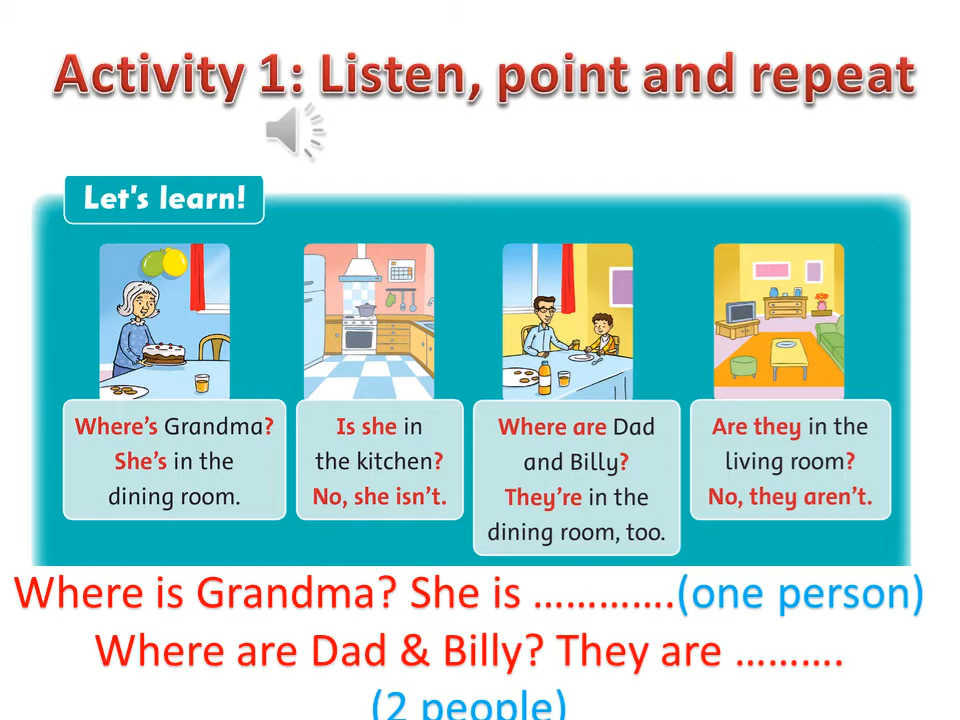 Activity 1: Listen, point and repeat
Let's learn!
Where's Grandma?
She's in the
dining room.
Is she in
the kitchen?
No, she isn't.
Where are Dad
and Billy?
They're in the
dining room, too.
Are they in the
living room?
No, they aren't.
Where is Grandma? She is ………….(one person)
Where are Dad & Billy? They are ……….
(2 people)